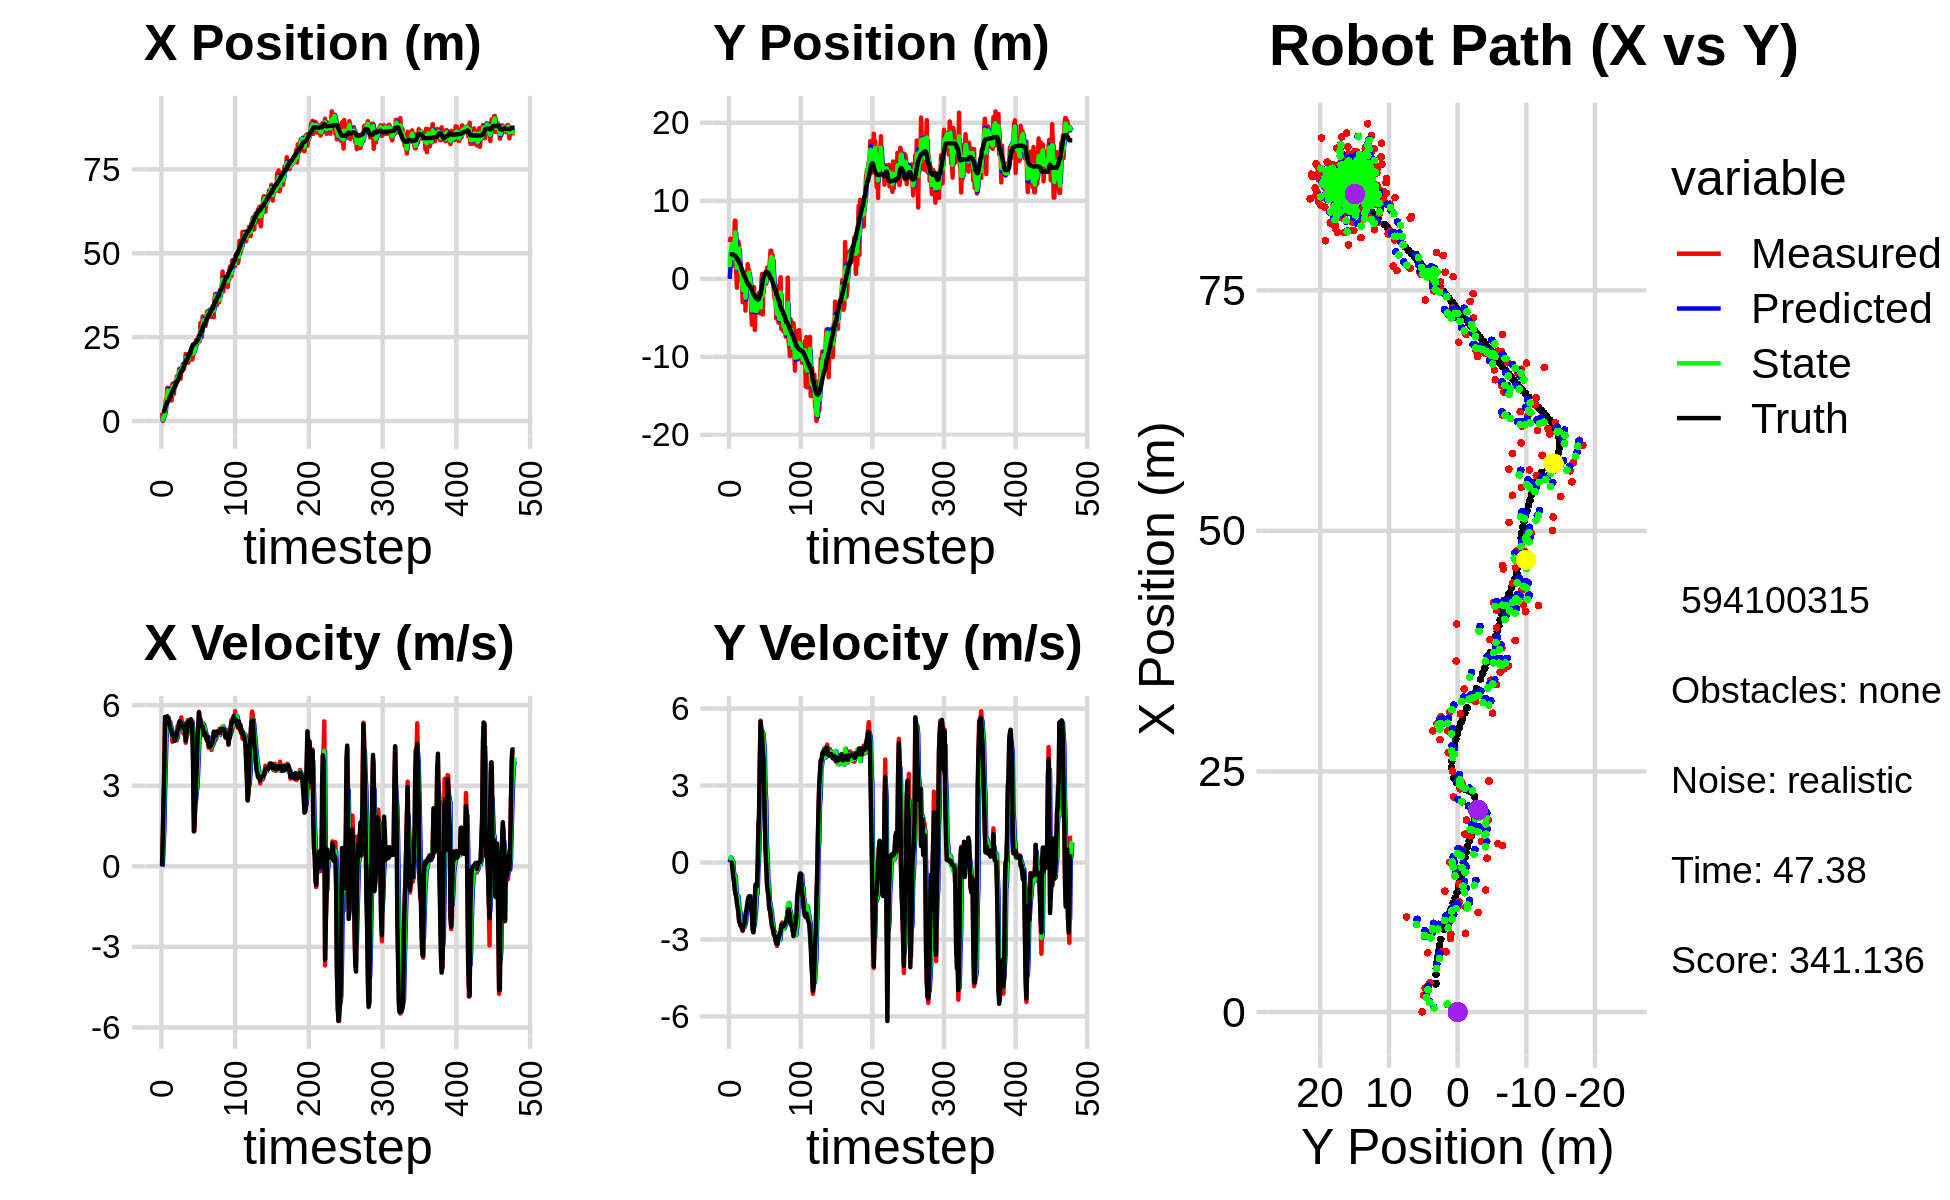 X Position (m)
75
50
25
0
0 100 200 300 400 500
timestep
Y Position (m)
20
10
0
-10
-20
0 100 200 300 400 500
timestep
X Velocity (m/s)
6
3
0
-3
-6
0 100 200 300 400 500
timestep
Y Velocity (m/s)
6
3
0
-3
-6
0 100 200 300 400 500
timestep
Robot Path (X vs Y)
X Position (m)
75
50
25
0
20 10 0 -10 -20
Y Position (m)
variable
Measured
Predicted
State
Truth
594100315
Obstacles: none
Noise: realistic
Time: 47.38
Score: 341.136